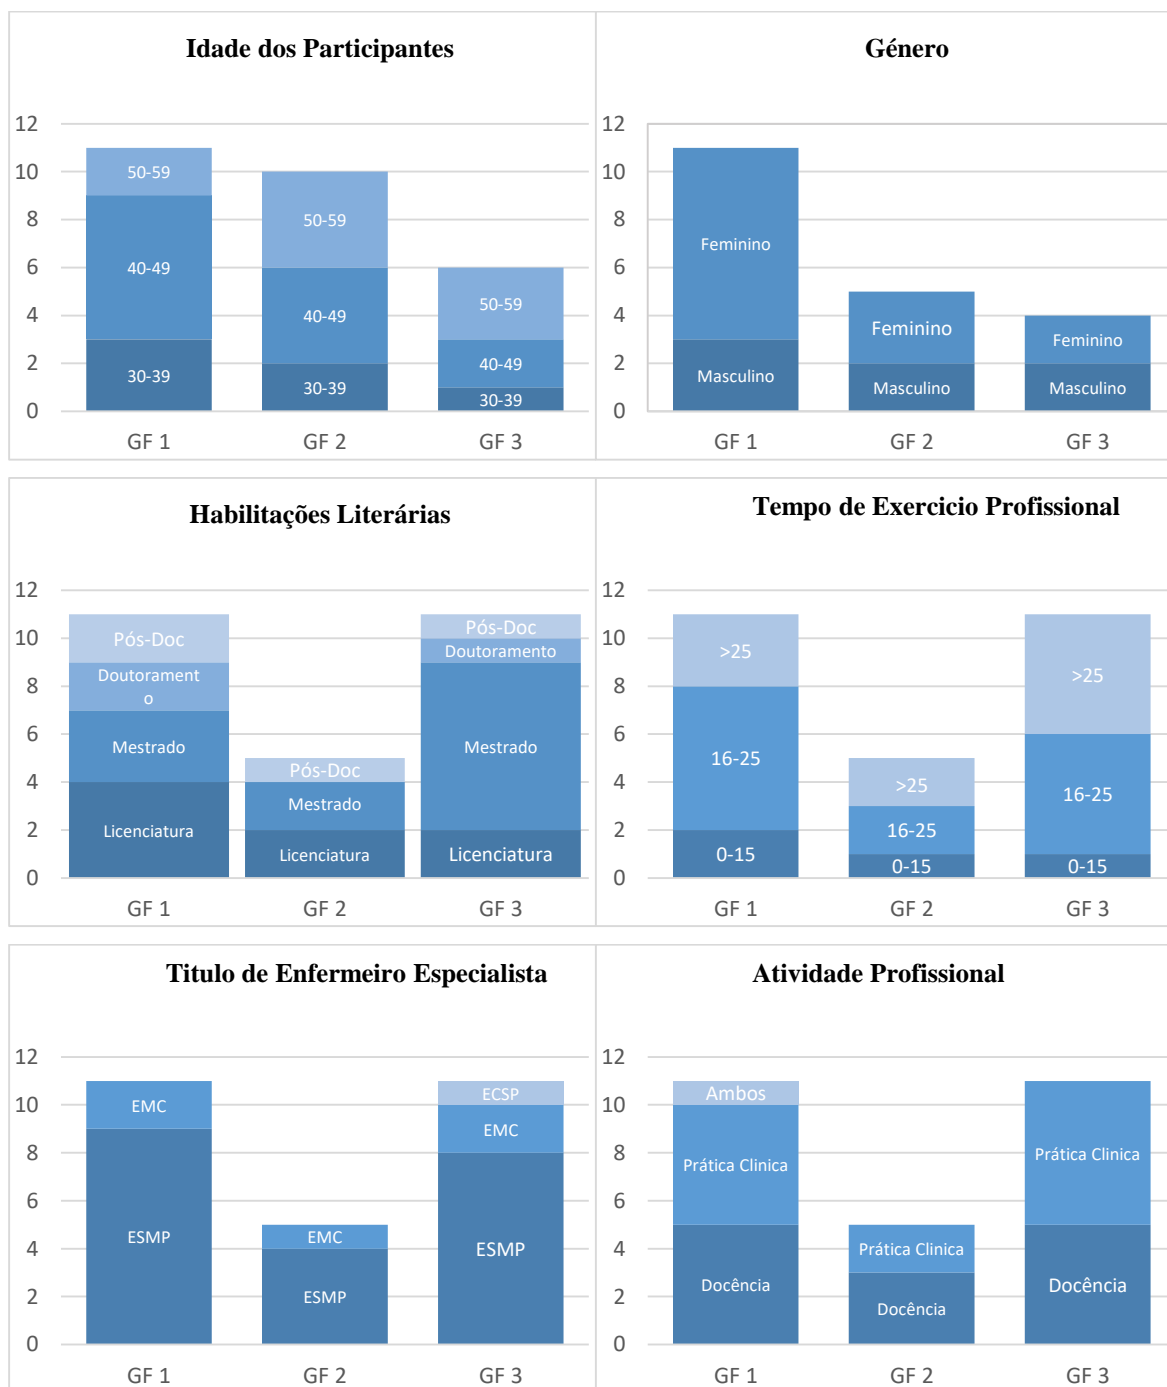 Idade dos Participantes
12
10
8
6
4
2
0
50-59
40-49
30-39
50-59
40-49
30-39
50-59
40-49
30-39
GF 1
GF 2
GF 3
Género
12
10
8
6
4
2
0
Feminino
Masculino
Feminino
Masculino
Feminino
Masculino
GF 1
GF 2
GF 3
Habilitações Literárias
12
10
8
6
4
2
0
Pós-Doc
Doutorament
o
Mestrado
Licenciatura
Pós-Doc
Mestrado
Licenciatura
Pós-Doc
Doutoramento
Mestrado
Licenciatura
GF 1
GF 2
GF 3
Tempo de Exercicio Profissional
12
10
8
6
4
2
0
>25
16-25
0-15
>25
16-25
0-15
>25
16-25
0-15
GF 1
GF 2
GF 3
Titulo de Enfermeiro Especialista
12
10
8
6
4
2
0
EMC
ESMP
EMC
ESMP
ECSP
EMC
ESMP
GF 1
GF 2
GF 3
Atividade Profissional
12
10
8
6
4
2
0
Ambos
Prática Clinica
Docência
Prática Clinica
Docência
Prática Clinica
Docência
GF 1
GF 2
GF 3